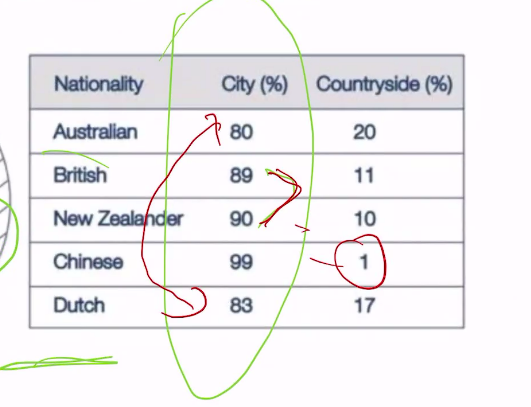 Nationality City (%) Countryside (%)
Australian 80 20
British 89 11
New Zealander 90 10
Chinese 99 1
Dutch 83 17